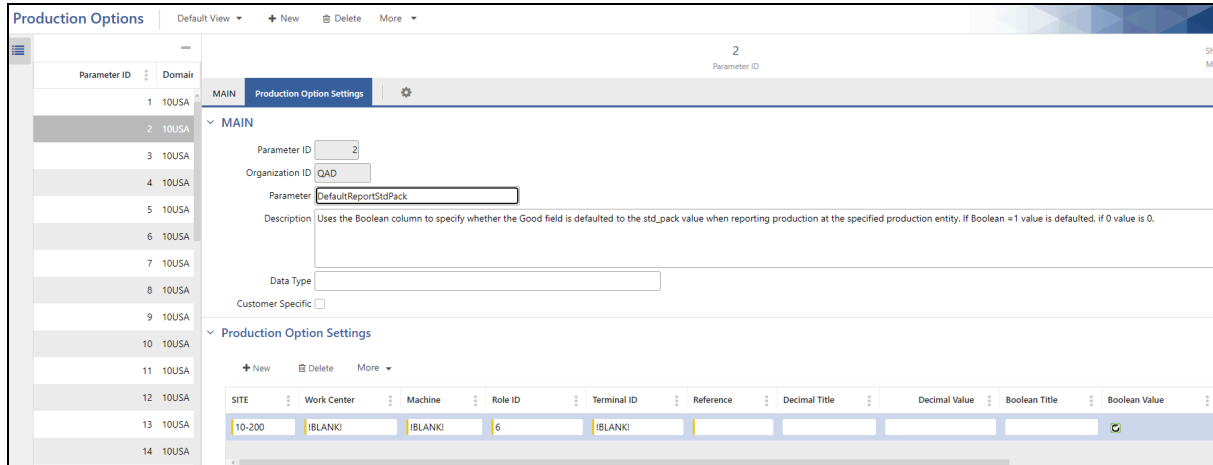 Production Options Default View New Delete More
2
Parameter ID
Parameter ID Domain
MAIN Production Option Settings
1 10USA
2 10USA
3 10USA
4 10USA
5 10USA
6 10USA
7 10USA
8 10USA
9 10USA
10 10USA
11 10USA
12 10USA
13 10USA
14 10USA
MAIN
Parameter ID 2
Organization ID QAD
Parameter DefaultReportStdPack
Description Uses the Boolean column to specify whether the Good field is defaulted to the std_pack value when reporting production at the specified production entity. If Boolean =1 value is defaulted, if 0 value is 0.
Data Type
Customer Specific
Production Option Settings
New Delete More
SITE Work Center Machine Role ID Terminal ID Reference Decimal Title Decimal Value Boolean Title Boolean Value
10-200 !BLANK! !BLANK! 6 !BLANK!